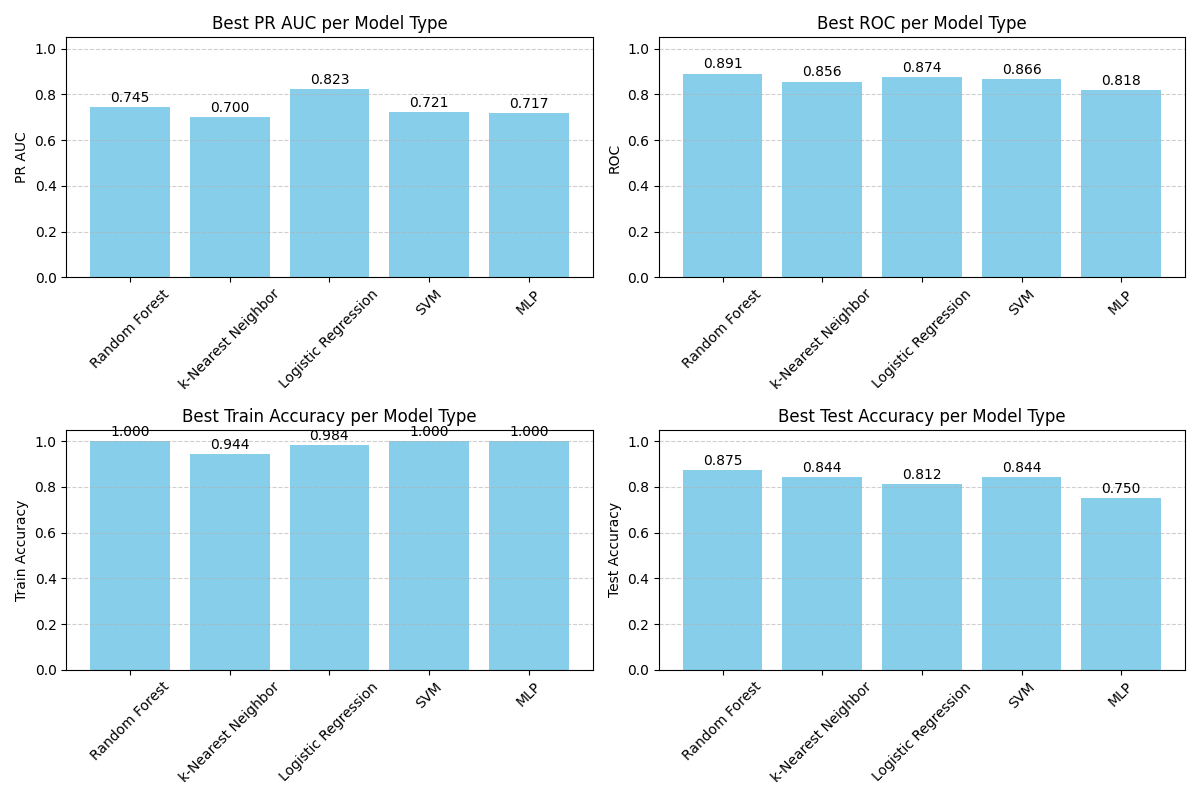 Best PR AUC per Model Type
PR AUC
1.0
0.8
0.6
0.4
0.2
0.0
0.745
0.700
0.823
0.721
0.717
Random Forest
k-Nearest Neighbor
Logistic Regression
SVM
MLP
Best ROC per Model Type
ROC
1.0
0.8
0.6
0.4
0.2
0.0
0.891
0.856
0.874
0.866
0.818
Random Forest
k-Nearest Neighbor
Logistic Regression
SVM
MLP
Best Train Accuracy per Model Type
Train Accuracy
1.0
0.8
0.6
0.4
0.2
0.0
1.000
0.944
0.984
1.000
1.000
Random Forest
k-Nearest Neighbor
Logistic Regression
SVM
MLP
Best Test Accuracy per Model Type
Test Accuracy
1.0
0.8
0.6
0.4
0.2
0.0
0.875
0.844
0.812
0.844
0.750
Random Forest
k-Nearest Neighbor
Logistic Regression
SVM
MLP